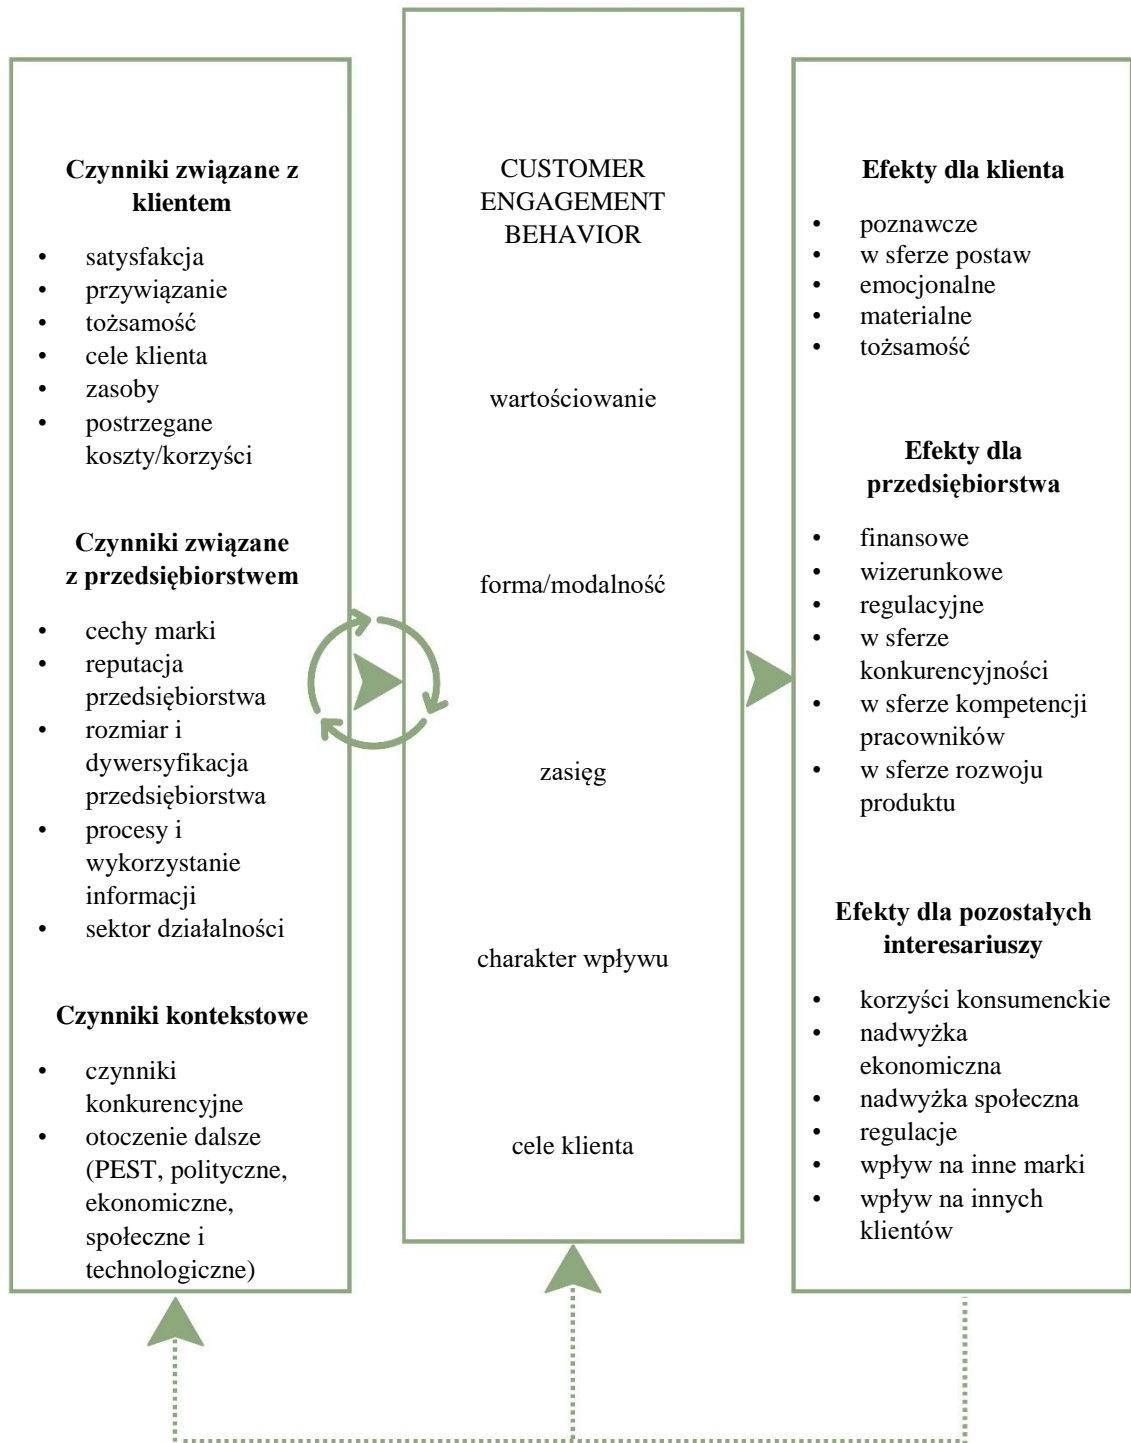 Czynniki związane z
klientem
• satysfakcja
• przywiązanie
• tożsamość
• cele klienta
• zasoby
• postrzegane
koszty/korzyści
Czynniki związane
z przedsiębiorstwem
• cechy marki
• reputacja
przedsiębiorstwa
• rozmiar i
dywersyfikacja
przedsiębiorstwa
• procesy i
wykorzystanie
informacji
• sektor działalności
Czynniki kontekstowe
• czynniki
konkurencyjne
• otoczenie dalsze
(PEST, polityczne,
ekonomiczne,
społeczne i
technologiczne)
CUSTOMER
ENGAGEMENT
BEHAVIOR
wartościowanie
forma/modalność
zasięg
charakter wpływu
cele klienta
Efekty dla klienta
• poznawcze
• w sferze postaw
• emocjonalne
• materialne
• tożsamość
Efekty dla
przedsiębiorstwa
• finansowe
• wizerunkowe
• regulacyjne
• w sferze
konkurencyjności
• w sferze kompetencji
pracowników
• w sferze rozwoju
produktu
Efekty dla pozostałych
interesariuszy
• korzyści konsumenckie
• nadwyżka
ekonomiczna
• nadwyżka społeczna
• regulacje
• wpływ na inne marki
• wpływ na innych
klientów